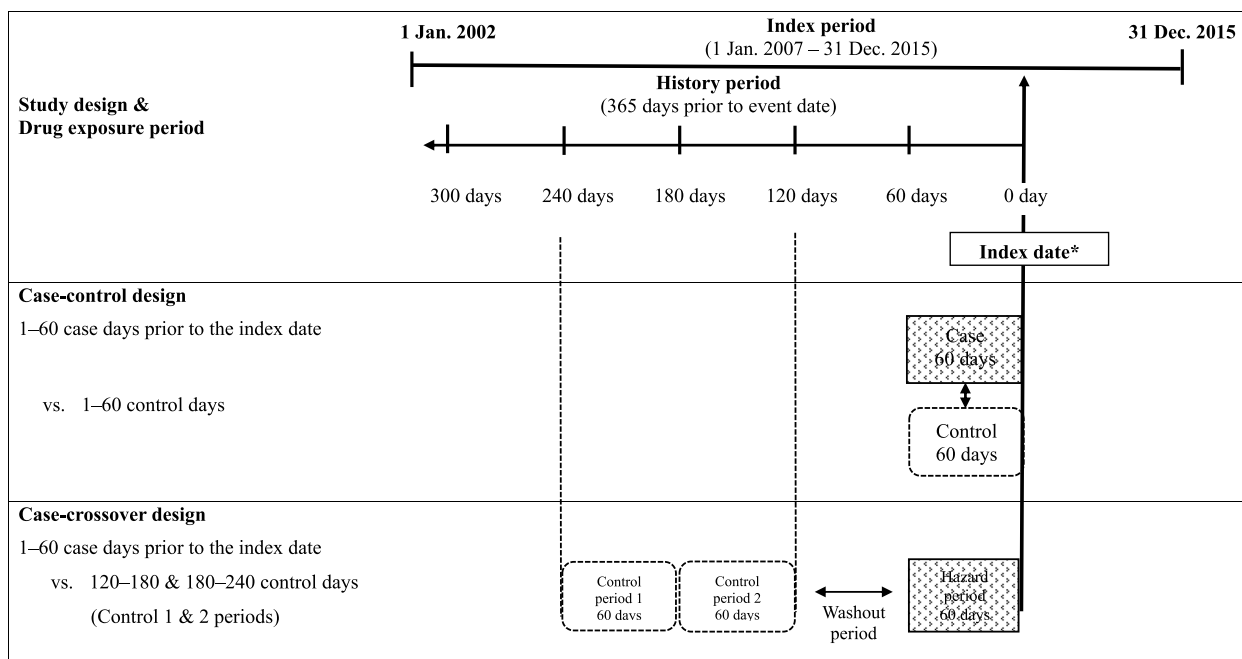 1 Jan. 2002
Index period
(1 Jan. 2007 – 31 Dec. 2015)
31 Dec. 2015
Study design &
Drug exposure period
History period
(365 days prior to event date)
300 days 240 days 180 days 120 days 60 days 0 day
Index date*
Case-control design
1–60 case days prior to the index date
vs. 1–60 control days
Case
60 days
Control
60 days
Case-crossover design
1–60 case days prior to the index date
vs. 120–180 & 180–240 control days
(Control 1 & 2 periods)
Control
period 1
60 days
Control
period 2
60 days
Washout
period
Hazard
period
60 days